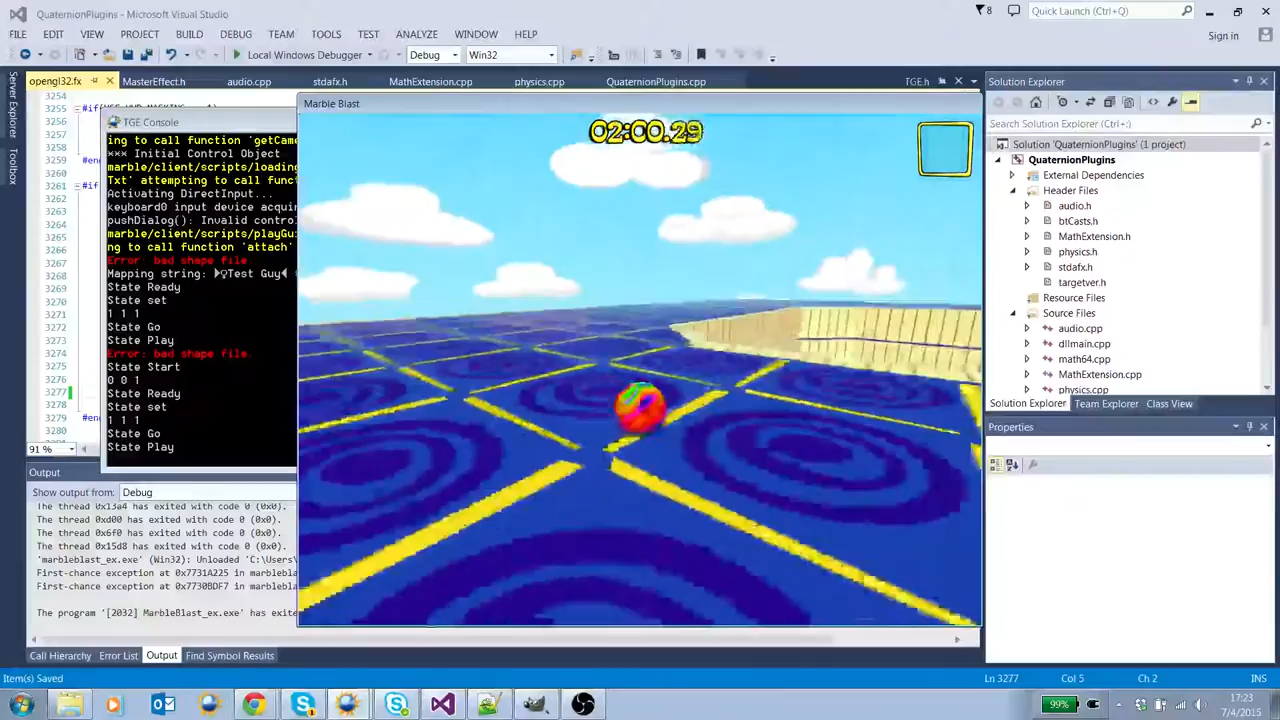 QuaternionPlugins - Microsoft Visual Studio
8
Quick Launch (Ctrl+Q)
FILE EDIT VIEW PROJECT BUILD DEBUG TEAM TOOLS TEST ANALYZE WINDOW HELP
Sign in
Local Windows Debugger Debug Win32
Server Explorer
Toolbox
opengl32.fx MasterEffect.h audio.cpp stdafx.h MathExtension.cpp physics.cpp QuaternionPlugins.cpp TGE.h
3254
3255
3256
3257
3258
3259
3260
3261
3262
3263
3264
3265
3266
3267
3268
3269
3270
3271
3272
3273
3274
3275
3276
3277
3278
3279
3280
#if
91 %
TGE Console
ing to call function 'getCame
*** Initial Control Object
marble/client/scripts/loading
Txt' attempting to call funct
Activating DirectInput...
keyboard0 input device acquir
pushDialog(): Invalid control
marble/client/scripts/playGui
ng to call function 'attach'
Error: bad shape file.
Mapping string: Test Guy
State Ready
State set
1 1 1
State Go
State Play
Error: bad shape file.
State Start
0 0 1
State Ready
State set
1 1 1
State Go
State Play
Marble Blast
02:00.29
Output
Show output from: Debug
The thread 0x13a4 has exited with code 0 (0x0).
The thread 0xd00 has exited with code 0 (0x0).
The thread 0x6f0 has exited with code 0 (0x0).
The thread 0x15d8 has exited with code 0 (0x0).
'marbleblast_ex.exe' (Win32): Unloaded 'C:\Users\
First-chance exception at 0x7731A225 in marblebla
First-chance exception at 0x7730BDF7 in marblebla
The program '[2032] MarbleBlast_ex.exe' has exite
Call Hierarchy Error List Output Find Symbol Results
Solution Explorer
Search Solution Explorer (Ctrl+;)
Solution 'QuaternionPlugins' (1 project)
QuaternionPlugins
External Dependencies
Header Files
audio.h
btCasts.h
MathExtension.h
physics.h
stdafx.h
targetver.h
Resource Files
Source Files
audio.cpp
dllmain.cpp
math64.cpp
MathExtension.cpp
physics.cpp
Solution Explorer Team Explorer Class View
Properties
Item(s) Saved
Ln 3277 Col 5 Ch 2 INS
99%
17:23
7/4/2015